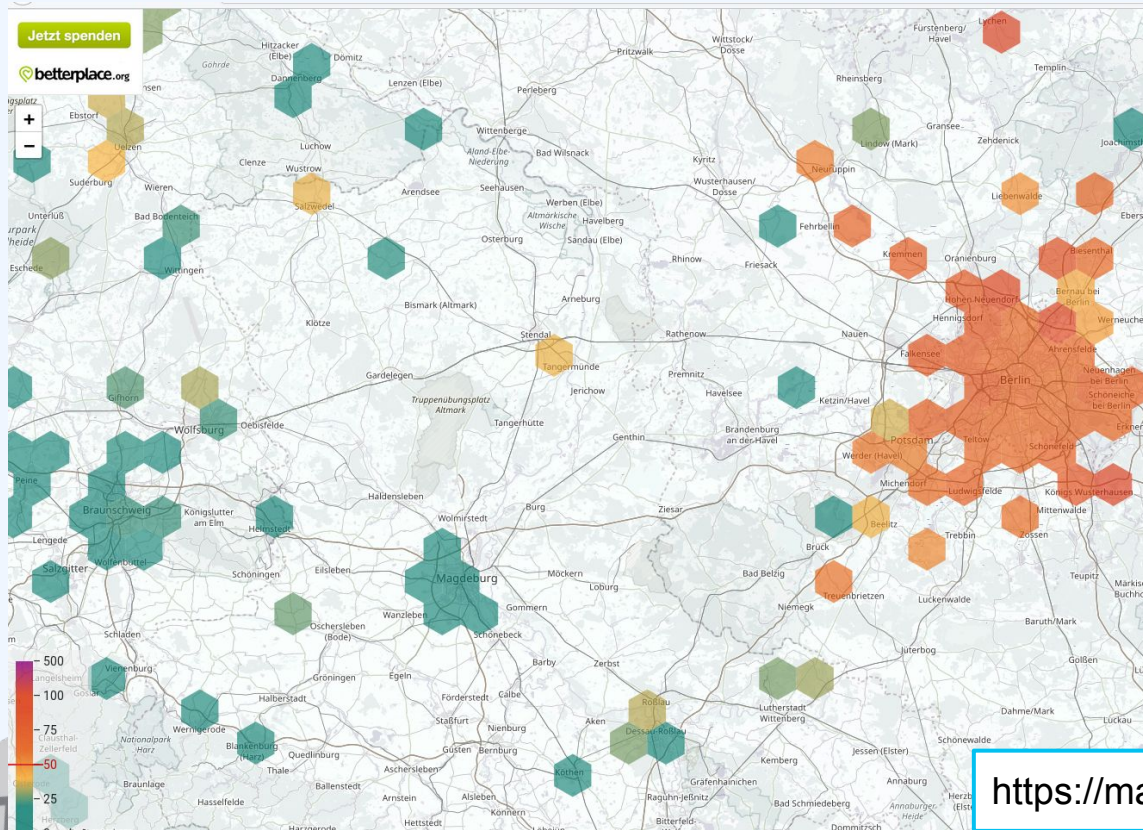 Jetzt spenden
betterplace.org
+
−
Hitzacker
(Elbe)
Dömitz
Göhrde
Dannenberg
Lenzen (Elbe)
Pritzwalk
Wittstock/
Dosse
Fürstenberg/
Havel
Lychen
Templin
Rheinsberg
Perleberg
Ebstorf
Uelzen
Lüchow
Wittenberge
Gransee
Zehdenick
Lindow (Mark)
Clenze
Wustrow
Aland-Elbe-
Niederung
Bad Wilsnack
Kyritz
Neuruppin
Suderburg
Wieren
Salzwedel
Arendsee
Seehausen
Wusterhausen/
Dosse
Liebenwalde
Unterlüß
Bad Bodenteich
Werben (Elbe)
Altmärkische
Wische
Havelberg
Fehrbellin
Osterburg
Sandau (Elbe)
Kremmen
Oranienburg
Biesenthal
Eschede
Wittingen
Rhinow
Friesack
Bismark (Altmark)
Arneburg
Hohen Neuendorf
Bernau bei
Berlin
Klötze
Hennigsdorf
Werneuchen
Stendal
Rathenow
Nauen
Falkensee
Ahrensfelde
Tangermünde
Gardelegen
Premnitz
Berlin
Neuenhagen
bei Berlin
Gifhorn
Jerichow
Havelsee
Ketzin/Havel
Schöneiche
bei Berlin
Truppenübungsplatz
Altmark
Wolfsburg
Oebisfelde
Tangerhütte
Genthin
Brandenburg
an der Havel
Potsdam
Teltow
Schönefeld
Werder (Havel)
Peine
Michendorf
Ludwigsfelde
Königs Wusterhausen
Haldensleben
Braunschweig
Königslutter
am Elm
Helmstedt
Wolmirstedt
Burg
Ziesar
Beelitz
Mittenwalde
Zossen
Trebbin
Lengede
Brück
Wolfenbüttel
Salzgitter
Schöningen
Eilsleben
Magdeburg
Möckern
Loburg
Bad Belzig
Teupitz
Treuenbrietzen
Luckenwalde
Wanzleben
Gommern
Niemegk
Oschersleben
(Bode)
Schönebeck
Baruth/Mark
Schladen
Jüterbog
Vienenburg
Barby
Zerbst
Golßen
Gröningen
Egeln
Halberstadt
Förderstedt
Calbe
Roßlau
Lutherstadt
Wittenberg
Dahme/Mark
Luckau
Wernigerode
Staßfurt
Nienburg
Aken
Dessau-Roßlau
Nationalpark
Harz
Blankenburg
(Harz)
Quedlinburg
Thale
Güsten
Bernburg
Aschersleben
Köthen
Kemberg
Jessen (Elster)
Schönewalde
Braunlage
Ballenstedt
Gräfenhainichen
Annaburg
Hasselfelde
Arnstein
Alsleben
Raguhn-Jeßnitz
Bad Schmiedeberg
Annaburger-
Heide
Könnern
Harzgerode
Hettstedt
Bitterfeld-
Dommitzsch
Clausthal-
Zellerfeld
Herzberg
500
100
75
50
25
https://ma